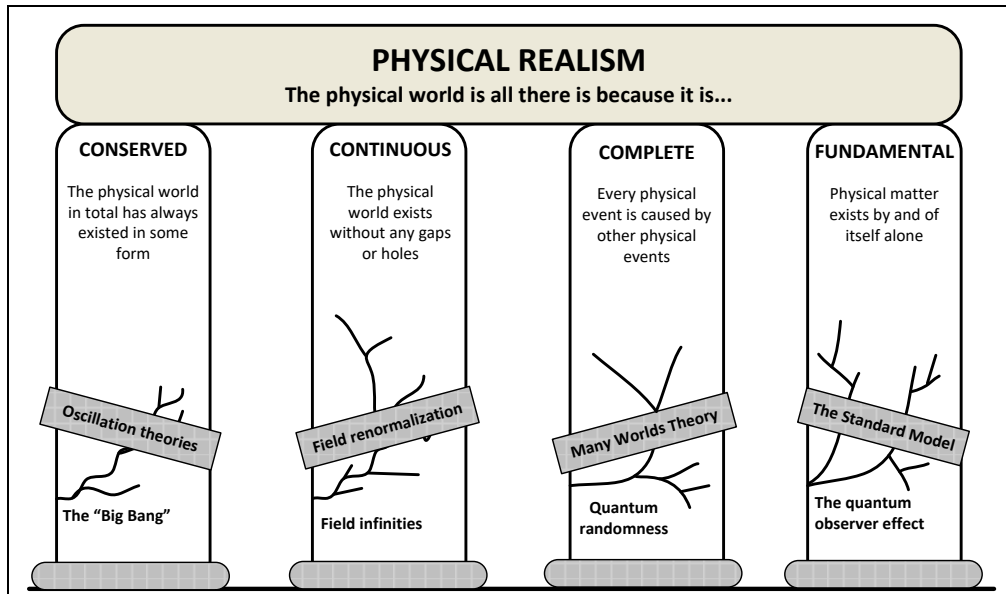 PHYSICAL REALISM
The physical world is all there is because it is...
CONSERVED
The physical world
in total has always
existed in some
form
Oscillation theories
The “Big Bang”
CONTINUOUS
The physical
world exists
without any gaps
or holes
Field renormalization
Field infinities
COMPLETE
Every physical
event is caused by
other physical
events
Many Worlds Theory
Quantum
randomness
FUNDAMENTAL
Physical matter
exists by and of
itself alone
The Standard Model
The quantum
observer effect